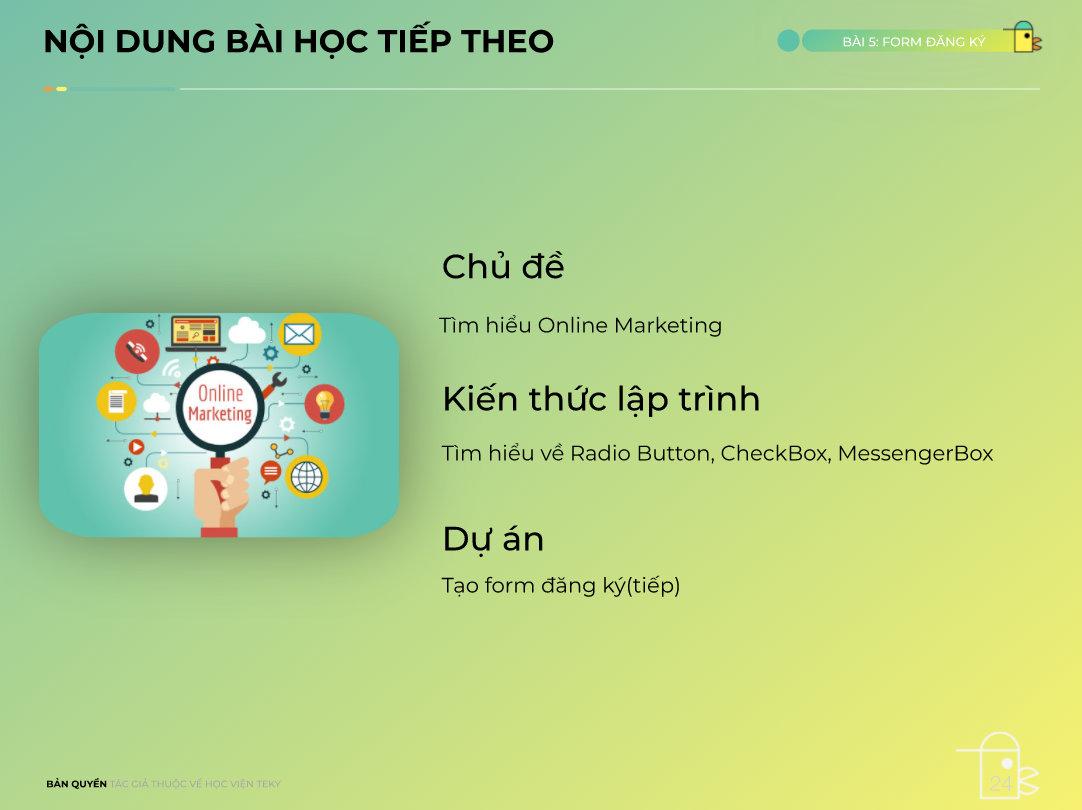 NỘI DUNG BÀI HỌC TIẾP THEO
BÀI 5: FORM ĐĂNG KÝ
Chủ đề
Tìm hiểu Online Marketing
Online
Marketing
Kiến thức lập trình
Tìm hiểu về Radio Button, CheckBox, MessengerBox
Dự án
Tạo form đăng ký(tiếp)
BẢN QUYỀN TÁC GIẢ THUỘC VỀ HỌC VIỆN TEKY
24